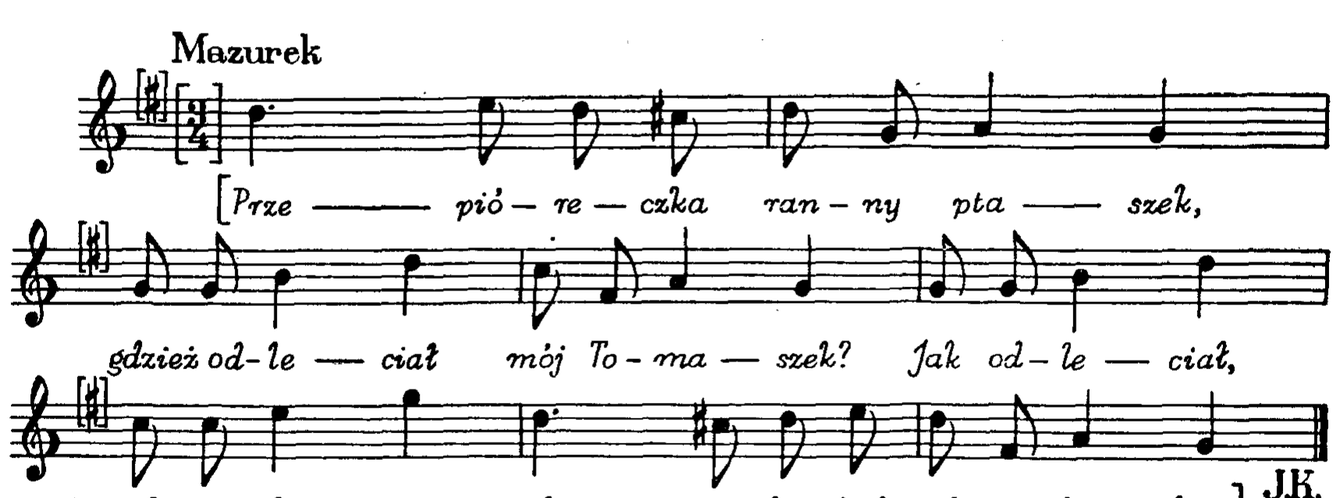 Mazurek
[Prze — pió – re – czka ran – ny pta — szek,
gdzież od – le — ciał mój To – ma — szek? Jak od – le — ciał,
J.K.